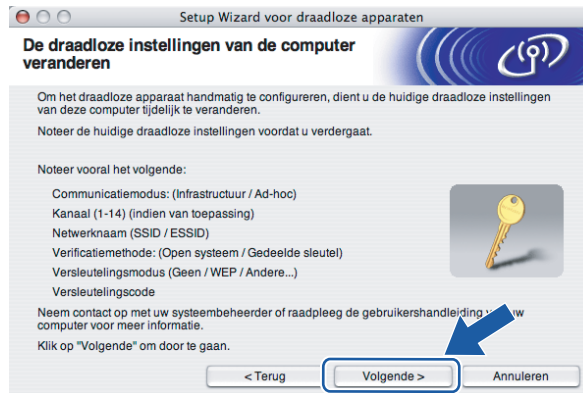 Setup Wizard voor draadloze apparaten
De draadloze instellingen van de computer
veranderen
Om het draadloze apparaat handmatig te configureren, dient u de huidige draadloze instellingen
van deze computer tijdelijk te veranderen.
Noteer de huidige draadloze instellingen voordat u verdergaat.
Noteer vooral het volgende:
Communicatiemodus: (Infrastructuur / Ad-hoc)
Kanaal (1-14) (indien van toepassing)
Netwerknaam (SSID / ESSID)
Verificatiemethode: (Open systeem / Gedeelde sleutel)
Versleutelingsmodus (Geen / WEP / Andere...)
Versleutelingscode
Neem contact op met uw systeembeheerder of raadpleeg de gebruikershandleiding
computer voor meer informatie.
Klik op "Volgende" om door te gaan.
< Terug
Volgende >
Annuleren